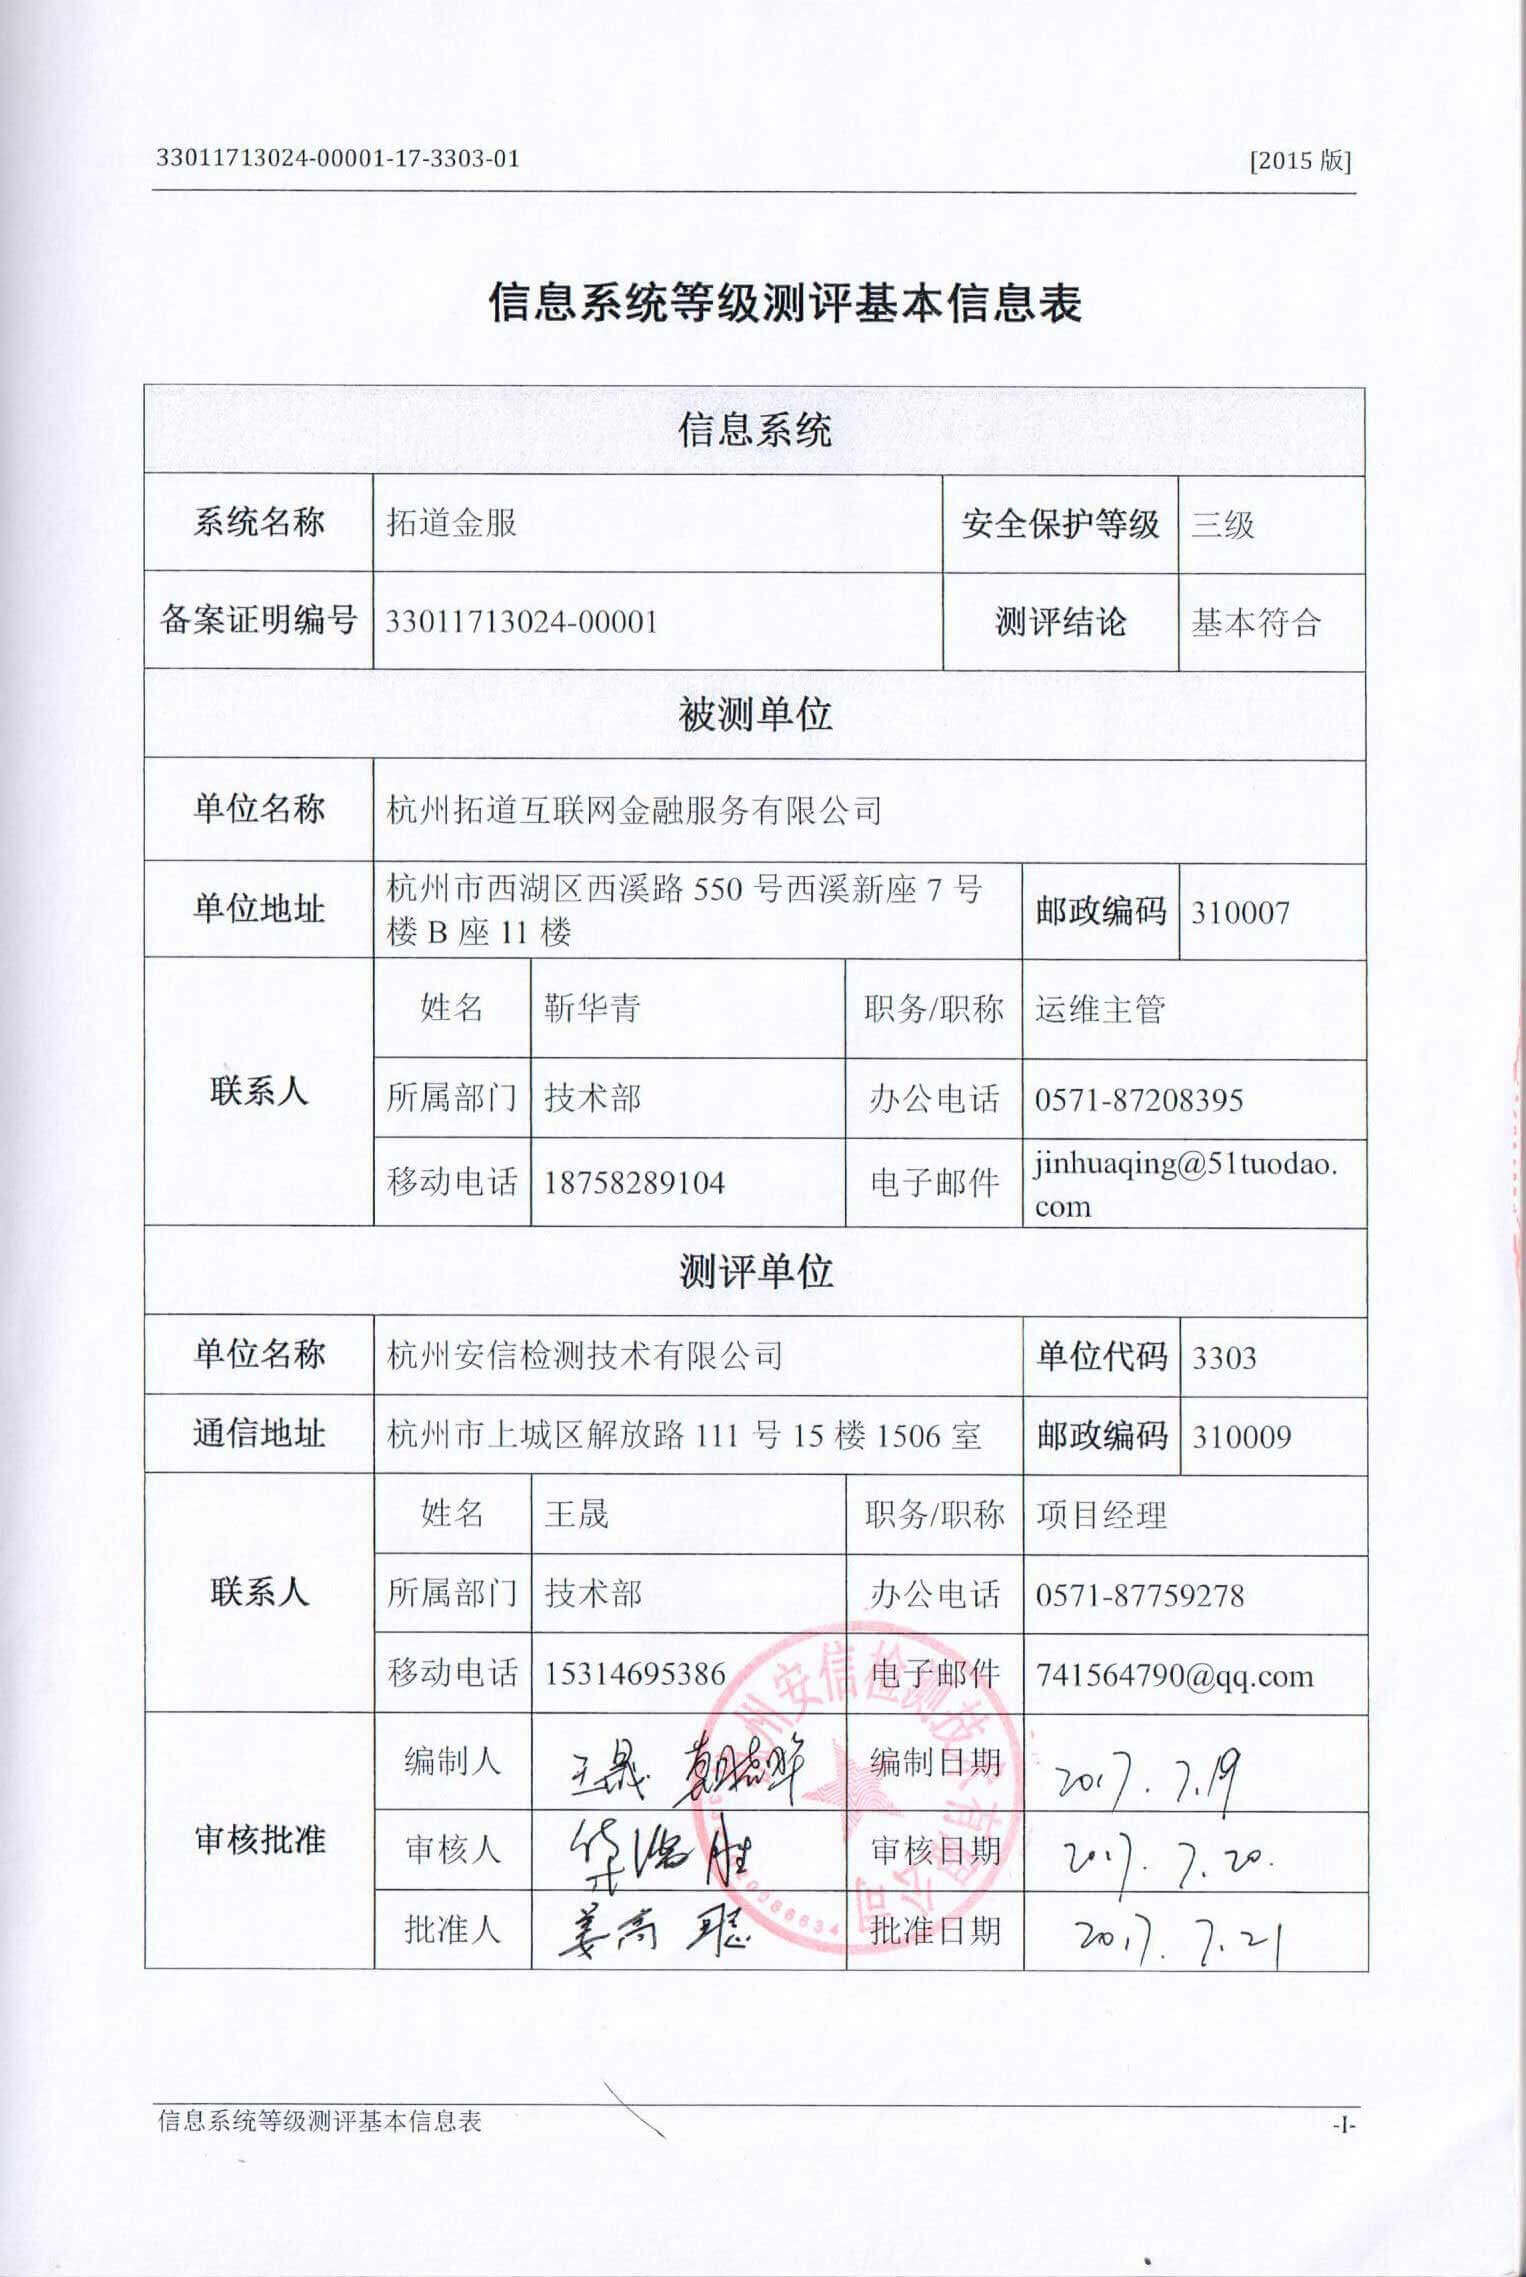 33011713024-00001-17-3303-01 [2015 版]
信息系统等级测评基本信息表
信息系统
系统名称 拓道金服 安全保护等级 三级
备案证明编号 33011713024-00001 测评结论 基本符合
被测单位
单位名称 杭州拓道互联网金融服务有限公司
单位地址 杭州市西湖区西溪路 550 号西溪新座 7 号
楼 B 座 11 楼 邮政编码 310007
联系人
姓名 靳华青 职务/职称 运维主管
所属部门 技术部 办公电话 0571-87208395
移动电话 18758289104 电子邮件 jinhuaqing@51tuodao.
com
测评单位
单位名称 杭州安信检测技术有限公司 单位代码 3303
通信地址 杭州市上城区解放路 111 号 15 楼 1506 室 邮政编码 310009
联系人
姓名 王晟 职务/职称 项目经理
所属部门 技术部 办公电话 0571-87759278
移动电话 15314695386 电子邮件 741564790@qq.com
审核批准
编制人 王晟 编制日期 2017.7.19
审核人 审核日期 2017.7.20.
批准人 姜高聪 批准日期 2017.7.21
杭州安信检测技术有限公司
信息系统等级测评基本信息表 -I-